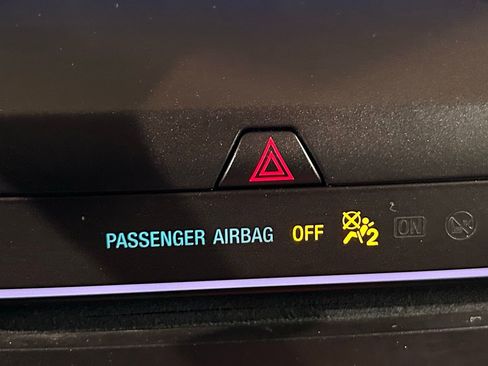 PASSENGER AIRBAG OFF 2 ON